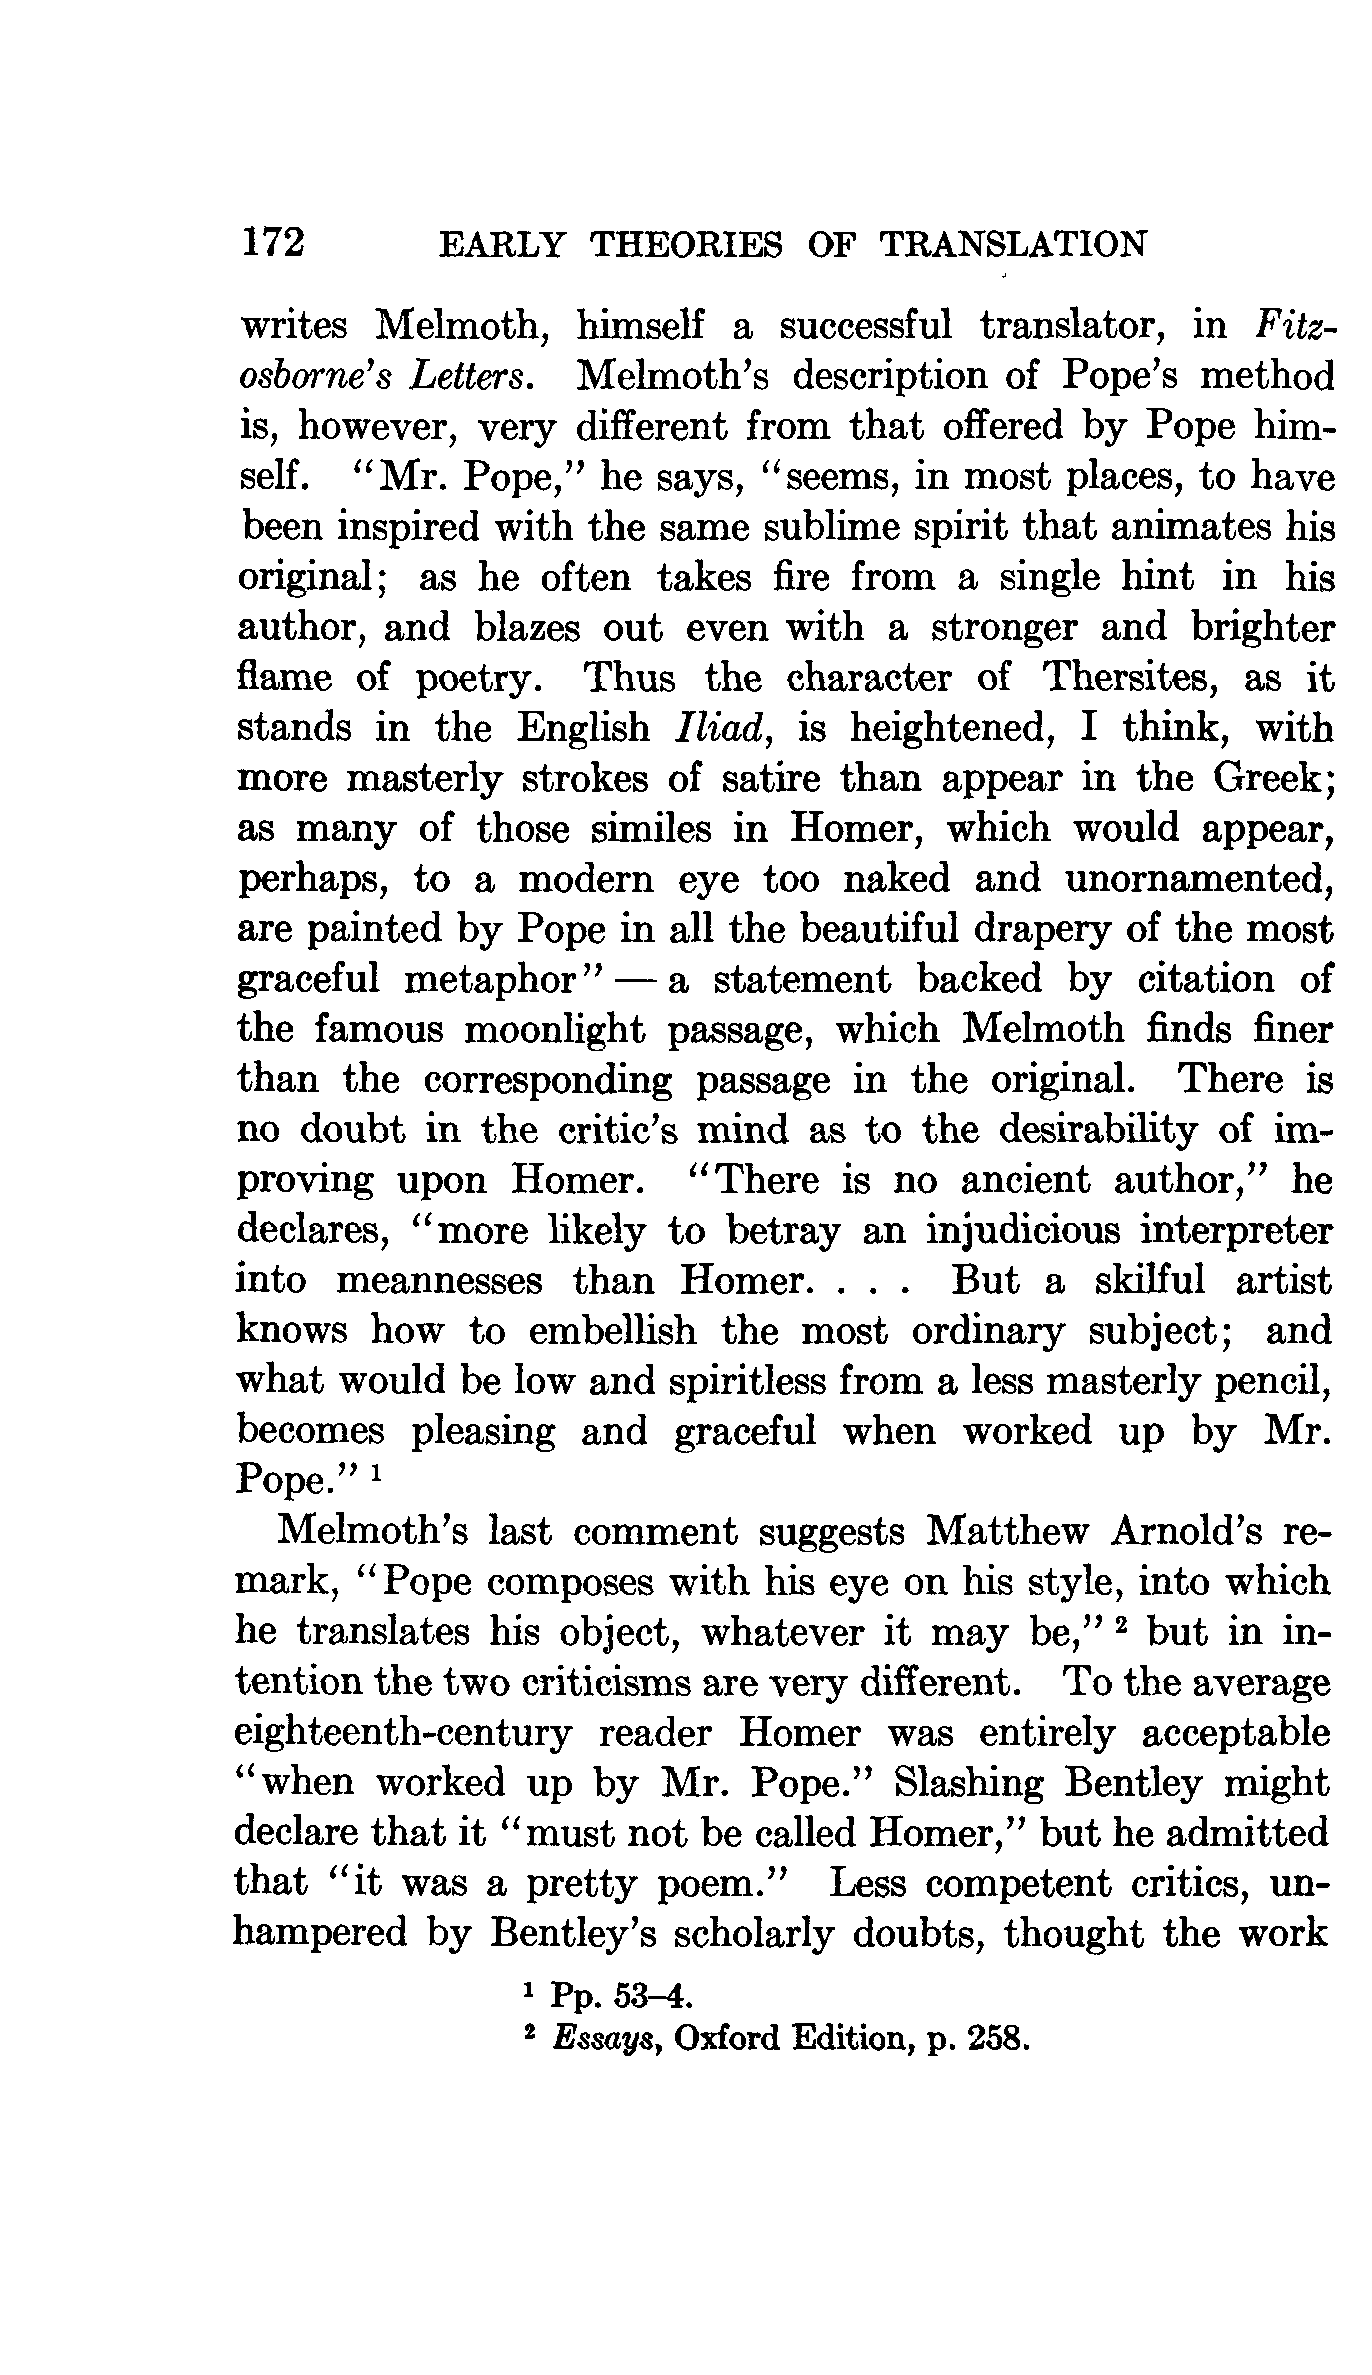 172 EARLY THEORIES OF TRANSLATION
writes Melmoth, himself a successful translator, in Fitz-
osborne's Letters. Melmoth's description of Pope's method
is, however, very different from that offered by Pope him-
self. "Mr. Pope," he says, "seems, in most places, to have
been inspired with the same sublime spirit that animates his
original; as he often takes fire from a single hint in his
author, and blazes out even with a stronger and brighter
flame of poetry. Thus the character of Thersites, as it
stands in the English Iliad, is heightened, I think, with
more masterly strokes of satire than appear in the Greek;
as many of those similes in Homer, which would appear,
perhaps, to a modern eye too naked and unornamented,
are painted by Pope in all the beautiful drapery of the most
graceful metaphor" — a statement backed by citation of
the famous moonlight passage, which Melmoth finds finer
than the corresponding passage in the original. There is
no doubt in the critic's mind as to the desirability of im-
proving upon Homer. "There is no ancient author," he
declares, "more likely to betray an injudicious interpreter
into meannesses than Homer. . . . But a skilful artist
knows how to embellish the most ordinary subject; and
what would be low and spiritless from a less masterly pencil,
becomes pleasing and graceful when worked up by Mr.
Pope." ¹
Melmoth's last comment suggests Matthew Arnold's re-
mark, "Pope composes with his eye on his style, into which
he translates his object, whatever it may be," ² but in in-
tention the two criticisms are very different. To the average
eighteenth-century reader Homer was entirely acceptable
"when worked up by Mr. Pope." Slashing Bentley might
declare that it "must not be called Homer," but he admitted
that "it was a pretty poem." Less competent critics, un-
hampered by Bentley's scholarly doubts, thought the work
¹ Pp. 53–4.
² Essays, Oxford Edition, p. 258.